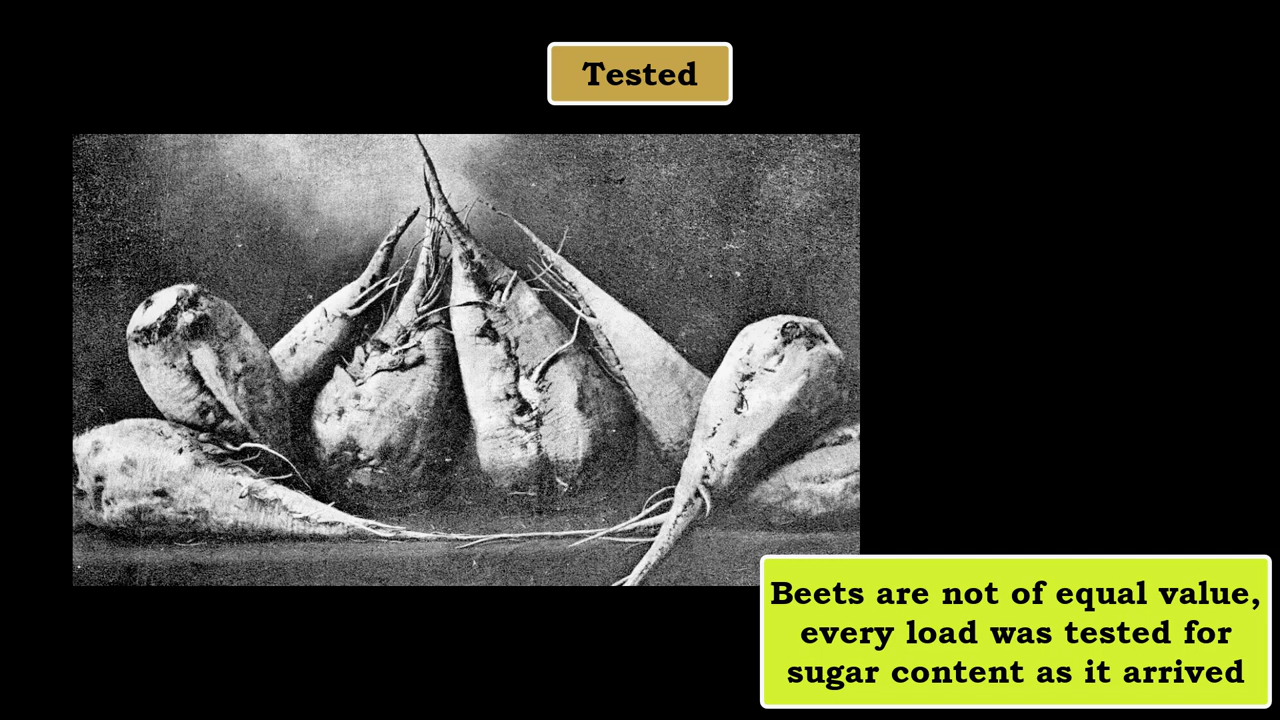 Tested
Beets are not of equal value,
every load was tested for
sugar content as it arrived